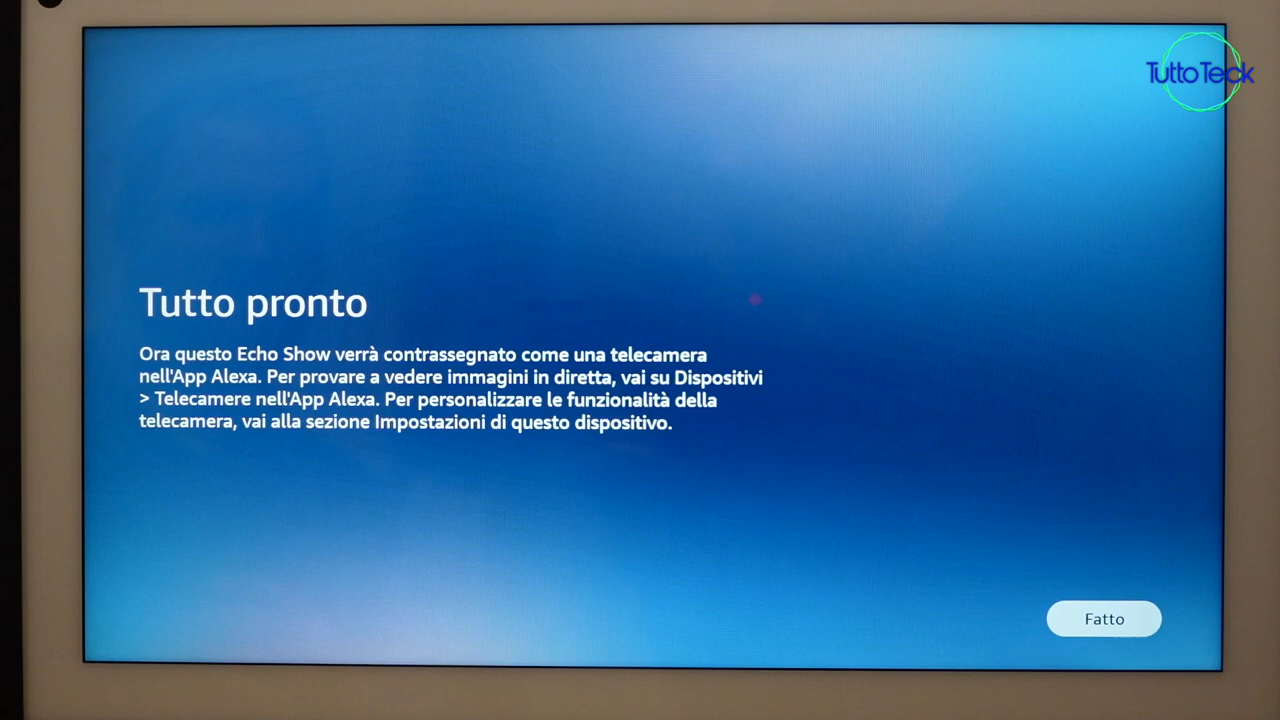 TuttoTeck
Tutto pronto
Ora questo Echo Show verrà contrassegnato come una telecamera
nell'App Alexa. Per provare a vedere immagini in diretta, vai su Dispositivi
> Telecamere nell'App Alexa. Per personalizzare le funzionalità della
telecamera, vai alla sezione Impostazioni di questo dispositivo.
Fatto